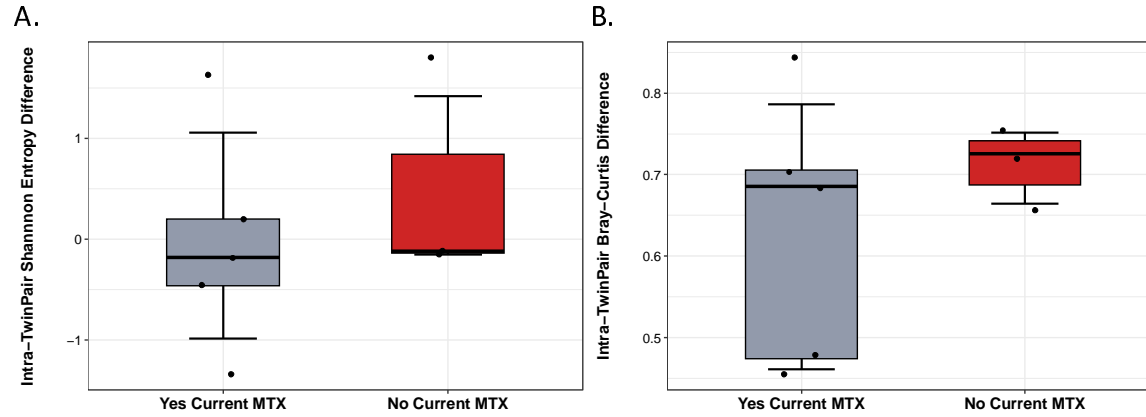 A.
Intra−TwinPair Shannnon Entropy Difference
1
0
−1
Yes Current MTX
No Current MTX
B.
Intra−TwinPair Bray−Curtis Difference
0.8
0.7
0.6
0.5
Yes Current MTX
No Current MTX